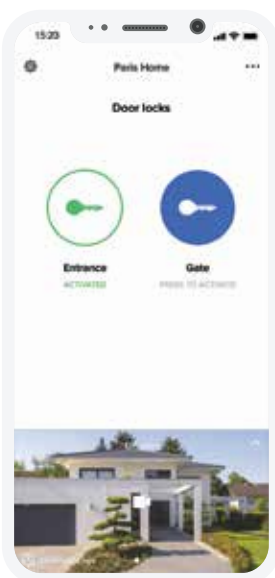 15:20
Paris Home
Door locks
Entrance
Gate
ACTIVATED
PRESS TO ACTIVATE